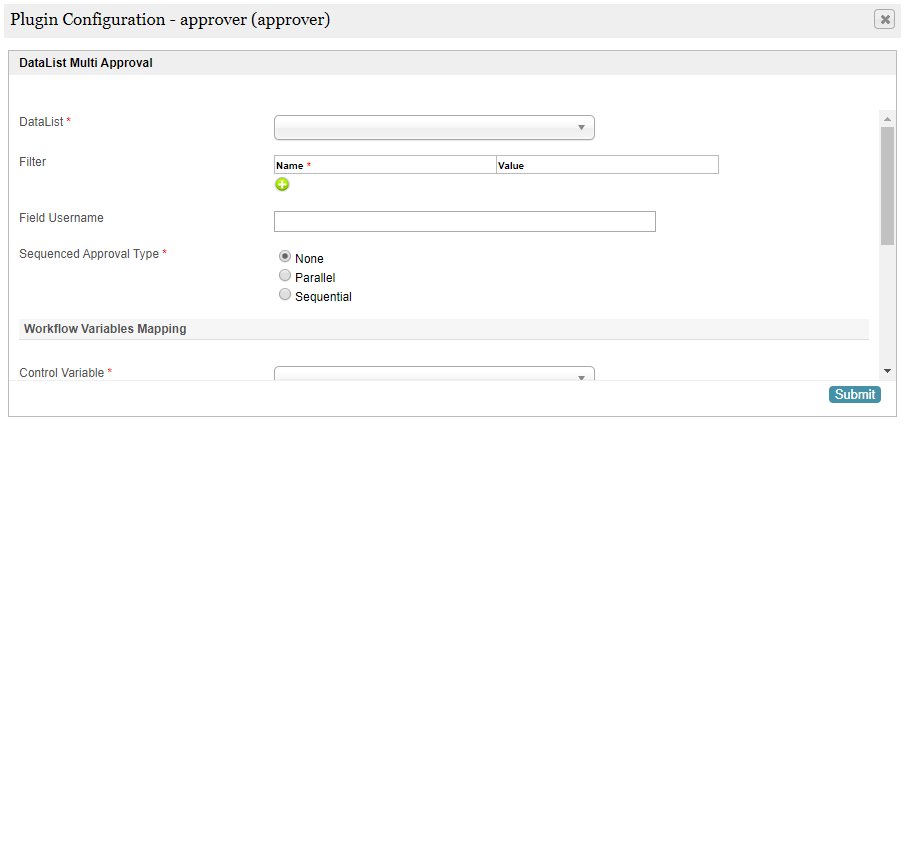 Plugin Configuration - approver (approver)
DataList Multi Approval
DataList *
Filter
Name *
Value
Field Username
Sequenced Approval Type *
None
Parallel
Sequential
Workflow Variables Mapping
Control Variable *
Submit